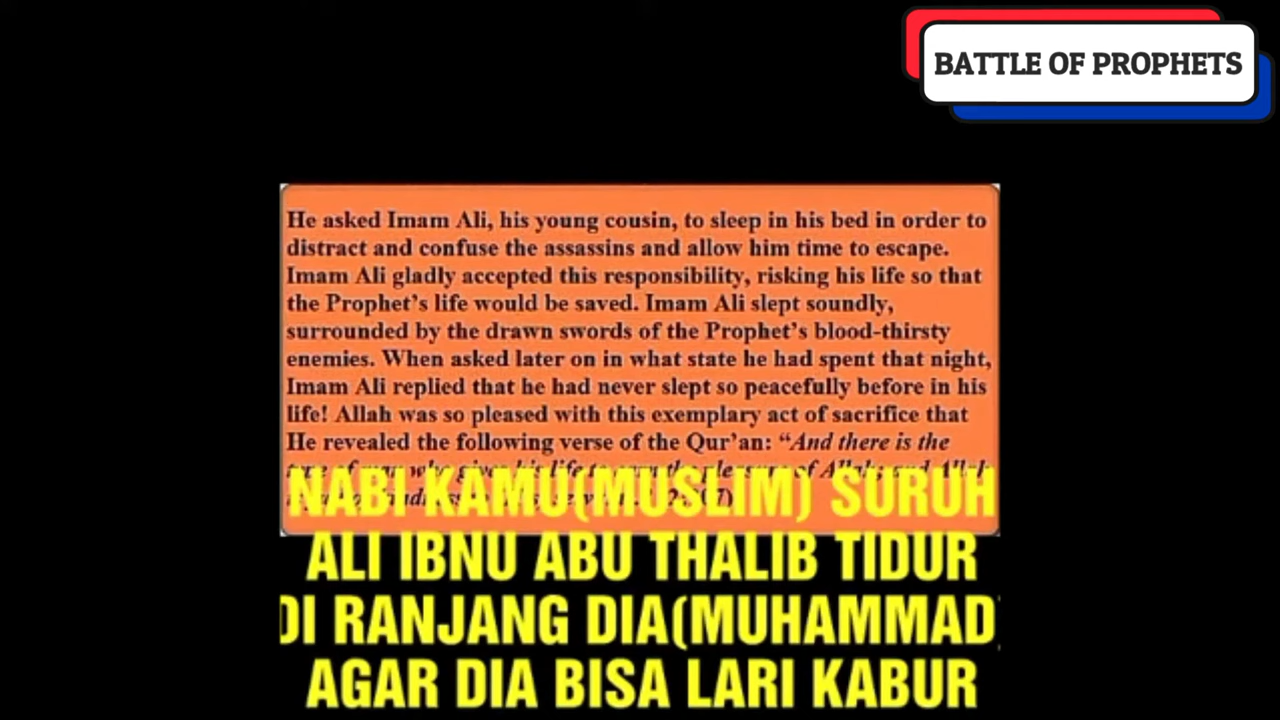 BATTLE OF PROPHETS
He asked Imam Ali, his young cousin, to sleep in his bed in order to
distract and confuse the assassins and allow him time to escape.
Imam Ali gladly accepted this responsibility, risking his life so that
the Prophet's life would be saved. Imam Ali slept soundly,
surrounded by the drawn swords of the Prophet's blood-thirsty
enemies. When asked later on in what state he had spent that night,
Imam Ali replied that he had never slept so peacefully before in his
life! Allah was so pleased with this exemplary act of sacrifice that
He revealed the following verse of the Qur'an: “And there is the
NABI KAMU(MUSLIM) SURUH
ALI IBNU ABU THALIB TIDUR
DI RANJANG DIA(MUHAMMAD)
AGAR DIA BISA LARI KABUR